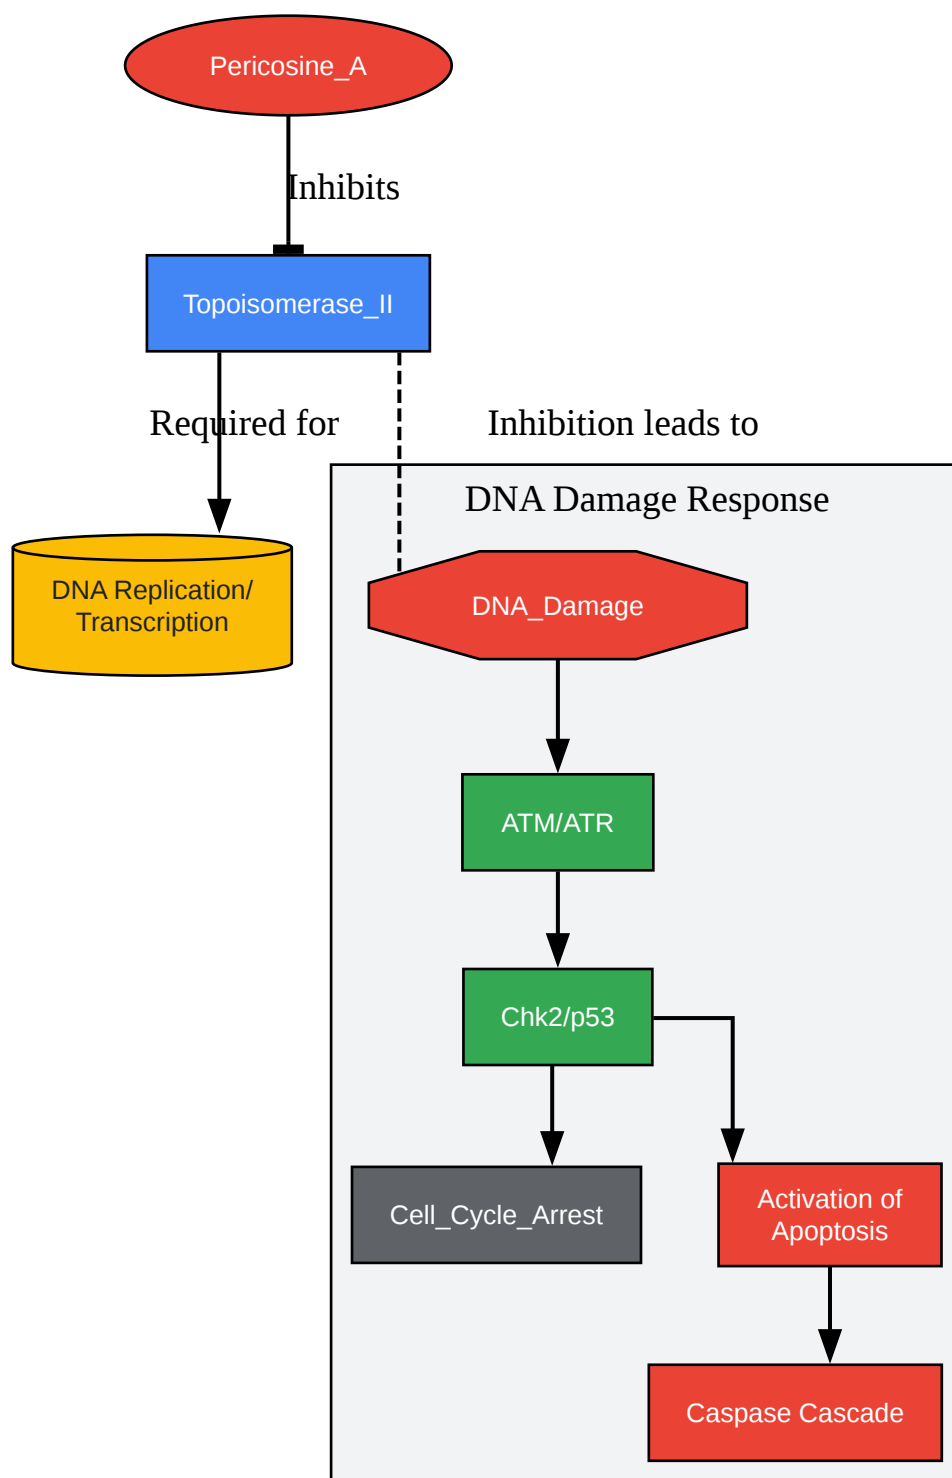 Pericosine_A
Inhibits
Topoisomerase_II
Required for
Inhibition leads to
DNA Damage Response
DNA Replication/
Transcription
DNA_Damage
ATM/ATR
Chk2/p53
Cell_Cycle_Arrest
Activation of
Apoptosis
Caspase Cascade